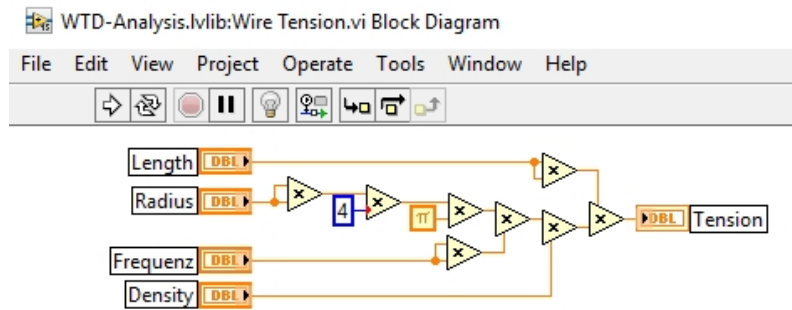 WTD-Analysis.lvlib:Wire Tension.vi Block Diagram
File Edit View Project Operate Tools Window Help
Length DBL
Radius DBL
4
π
DBL Tension
Frequenz DBL
Density DBL